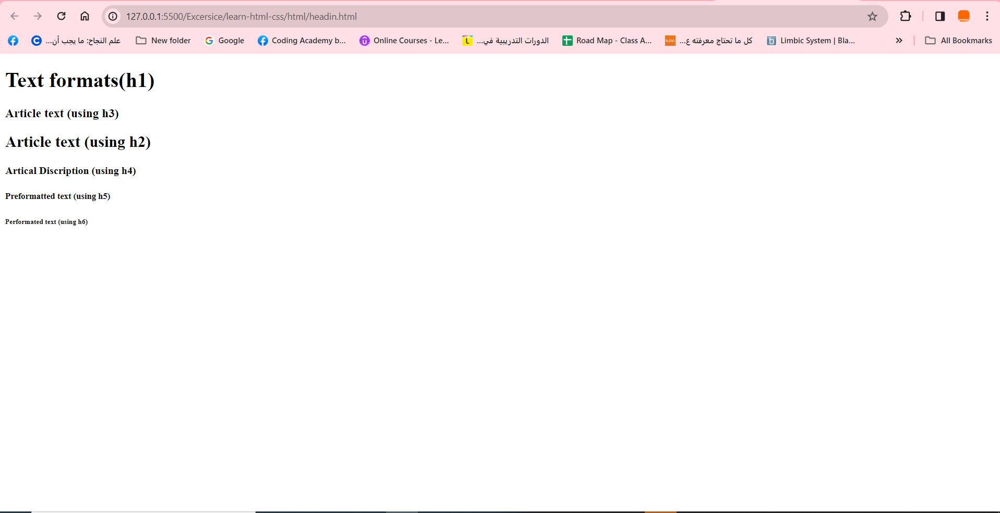 127.0.0.1:5500/Excersice/learn-html-css/html/headin.html
علم النجاح: ما يجب أن... New folder Google Coding Academy b... Online Courses - Le... الدورات التدريبية في... Road Map - Class A... كل ما تحتاج معرفته ع... Limbic System | Bla... » All Bookmarks
Text formats(h1)
Article text (using h3)
Article text (using h2)
Artical Discription (using h4)
Preformatted text (using h5)
Performated text (using h6)